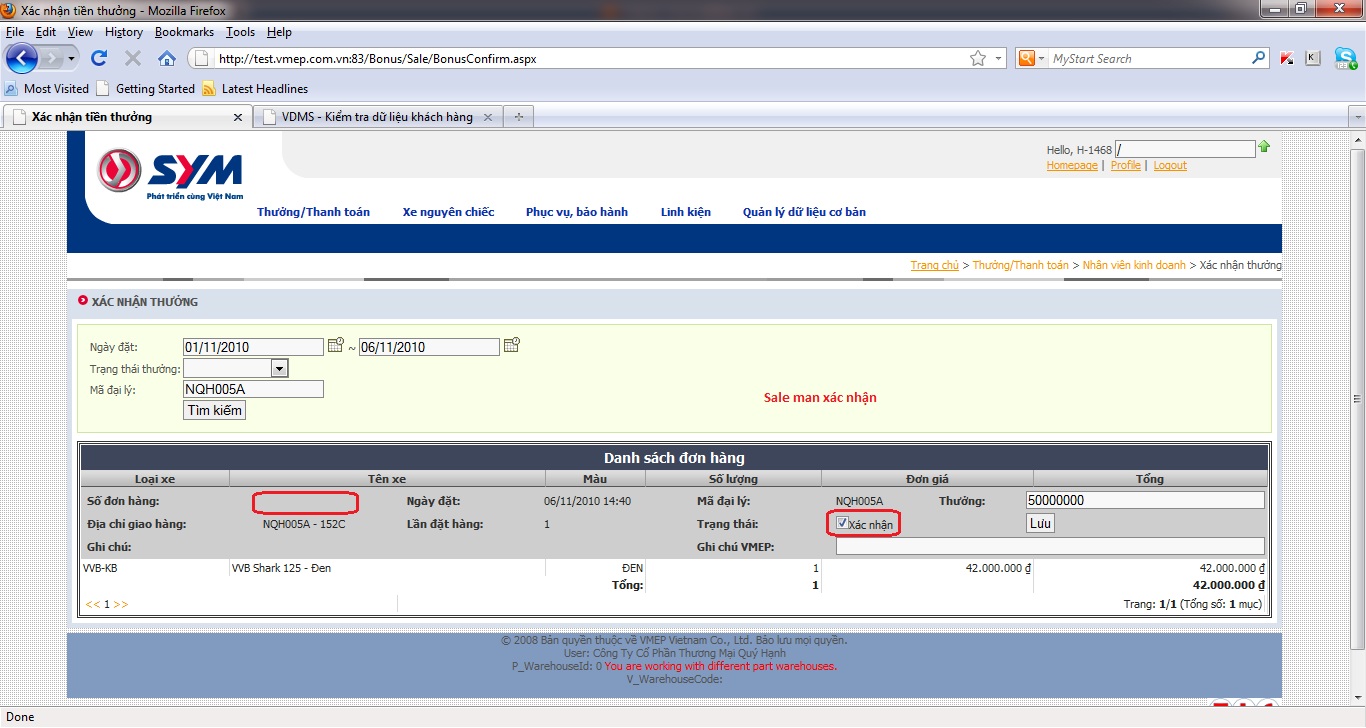 Xác nhận tiền thưởng - Mozilla Firefox
File Edit View History Bookmarks Tools Help
http://test.vmep.com.vn:83/Bonus/Sale/BonusConfirm.aspx
MyStart Search
Most Visited Getting Started Latest Headlines
Xác nhận tiền thưởng
VDMS - Kiểm tra dữ liệu khách hàng
SYM
Phát triển cùng Việt Nam
Hello, H-1468 /
Homepage | Profile | Logout
Thưởng/Thanh toán Xe nguyên chiếc Phục vụ, bảo hành Linh kiện Quản lý dữ liệu cơ bản
Trang chủ > Thưởng/Thanh toán > Nhân viên kinh doanh > Xác nhận thưởng
XÁC NHẬN THƯỞNG
Ngày đặt: 01/11/2010 ~ 06/11/2010
Trạng thái thưởng:
Mã đại lý: NQH005A
Tìm kiếm
Sale man xác nhận
Danh sách đơn hàng
Loại xe Tên xe Màu Số lượng Đơn giá Tổng
Số đơn hàng: Ngày đặt: 06/11/2010 14:40 Mã đại lý: NQH005A Thưởng: 50000000
Địa chỉ giao hàng: NQH005A - 152C Lần đặt hàng: 1 Trạng thái: Xác nhận Lưu
Ghi chú: Ghi chú VMEP:
VVB-KB VVB Shark 125 - Đen ĐEN 1 42.000.000 ₫ 42.000.000 ₫
Tổng: 1 42.000.000 ₫
<< 1 >> Trang: 1/1 (Tổng số: 1 mục)
© 2008 Bản quyền thuộc về VMEP Vietnam Co., Ltd. Bảo lưu mọi quyền.
User: Công Ty Cổ Phần Thương Mại Quý Hạnh
P_WarehouseId: 0 You are working with different part warehouses.
V_WarehouseCode:
Done